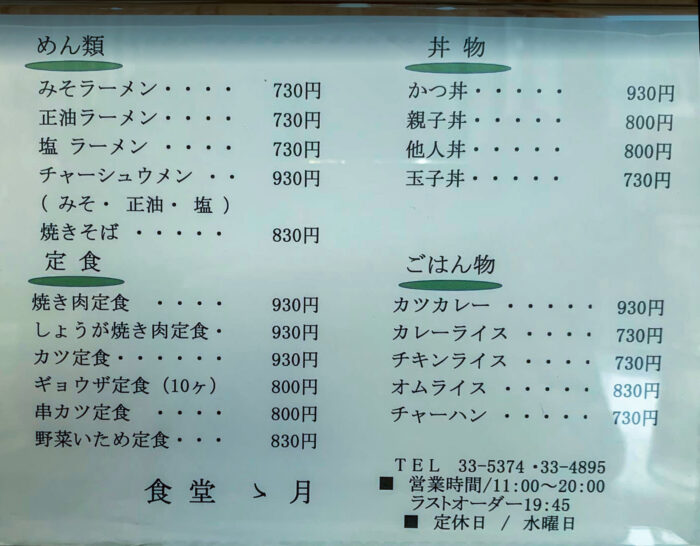 めん類
みそラーメン・・・・ 730円
正油ラーメン・・・・ 730円
塩 ラーメン ・・・・ 730円
チャーシュウメン ・・ 930円
( みそ・ 正油・ 塩 )
焼きそば ・・・・・ 830円
定 食
焼き肉定食 ・・・・ 930円
しょうが焼き肉定食・ 930円
カツ定食・・・・・・ 930円
ギョウザ定食 (10ヶ) 800円
串カツ定食 ・・・・ 800円
野菜いため定食・・・ 830円
食 堂 ゝ 月
丼 物
かつ丼・・・・・ 930円
親子丼・・・・・ 800円
他人丼・・・・・ 800円
玉子丼・・・・・ 730円
ごはん物
カツカレー ・・・・・ 930円
カレーライス ・・・・ 730円
チキンライス ・・・・ 730円
オムライス ・・・・・ 830円
チャーハン ・・・・・ 730円
TEL 33-5374・33-4895
■ 営業時間/11:00～20:00
ラストオーダー19:45
■ 定休日 / 水曜日